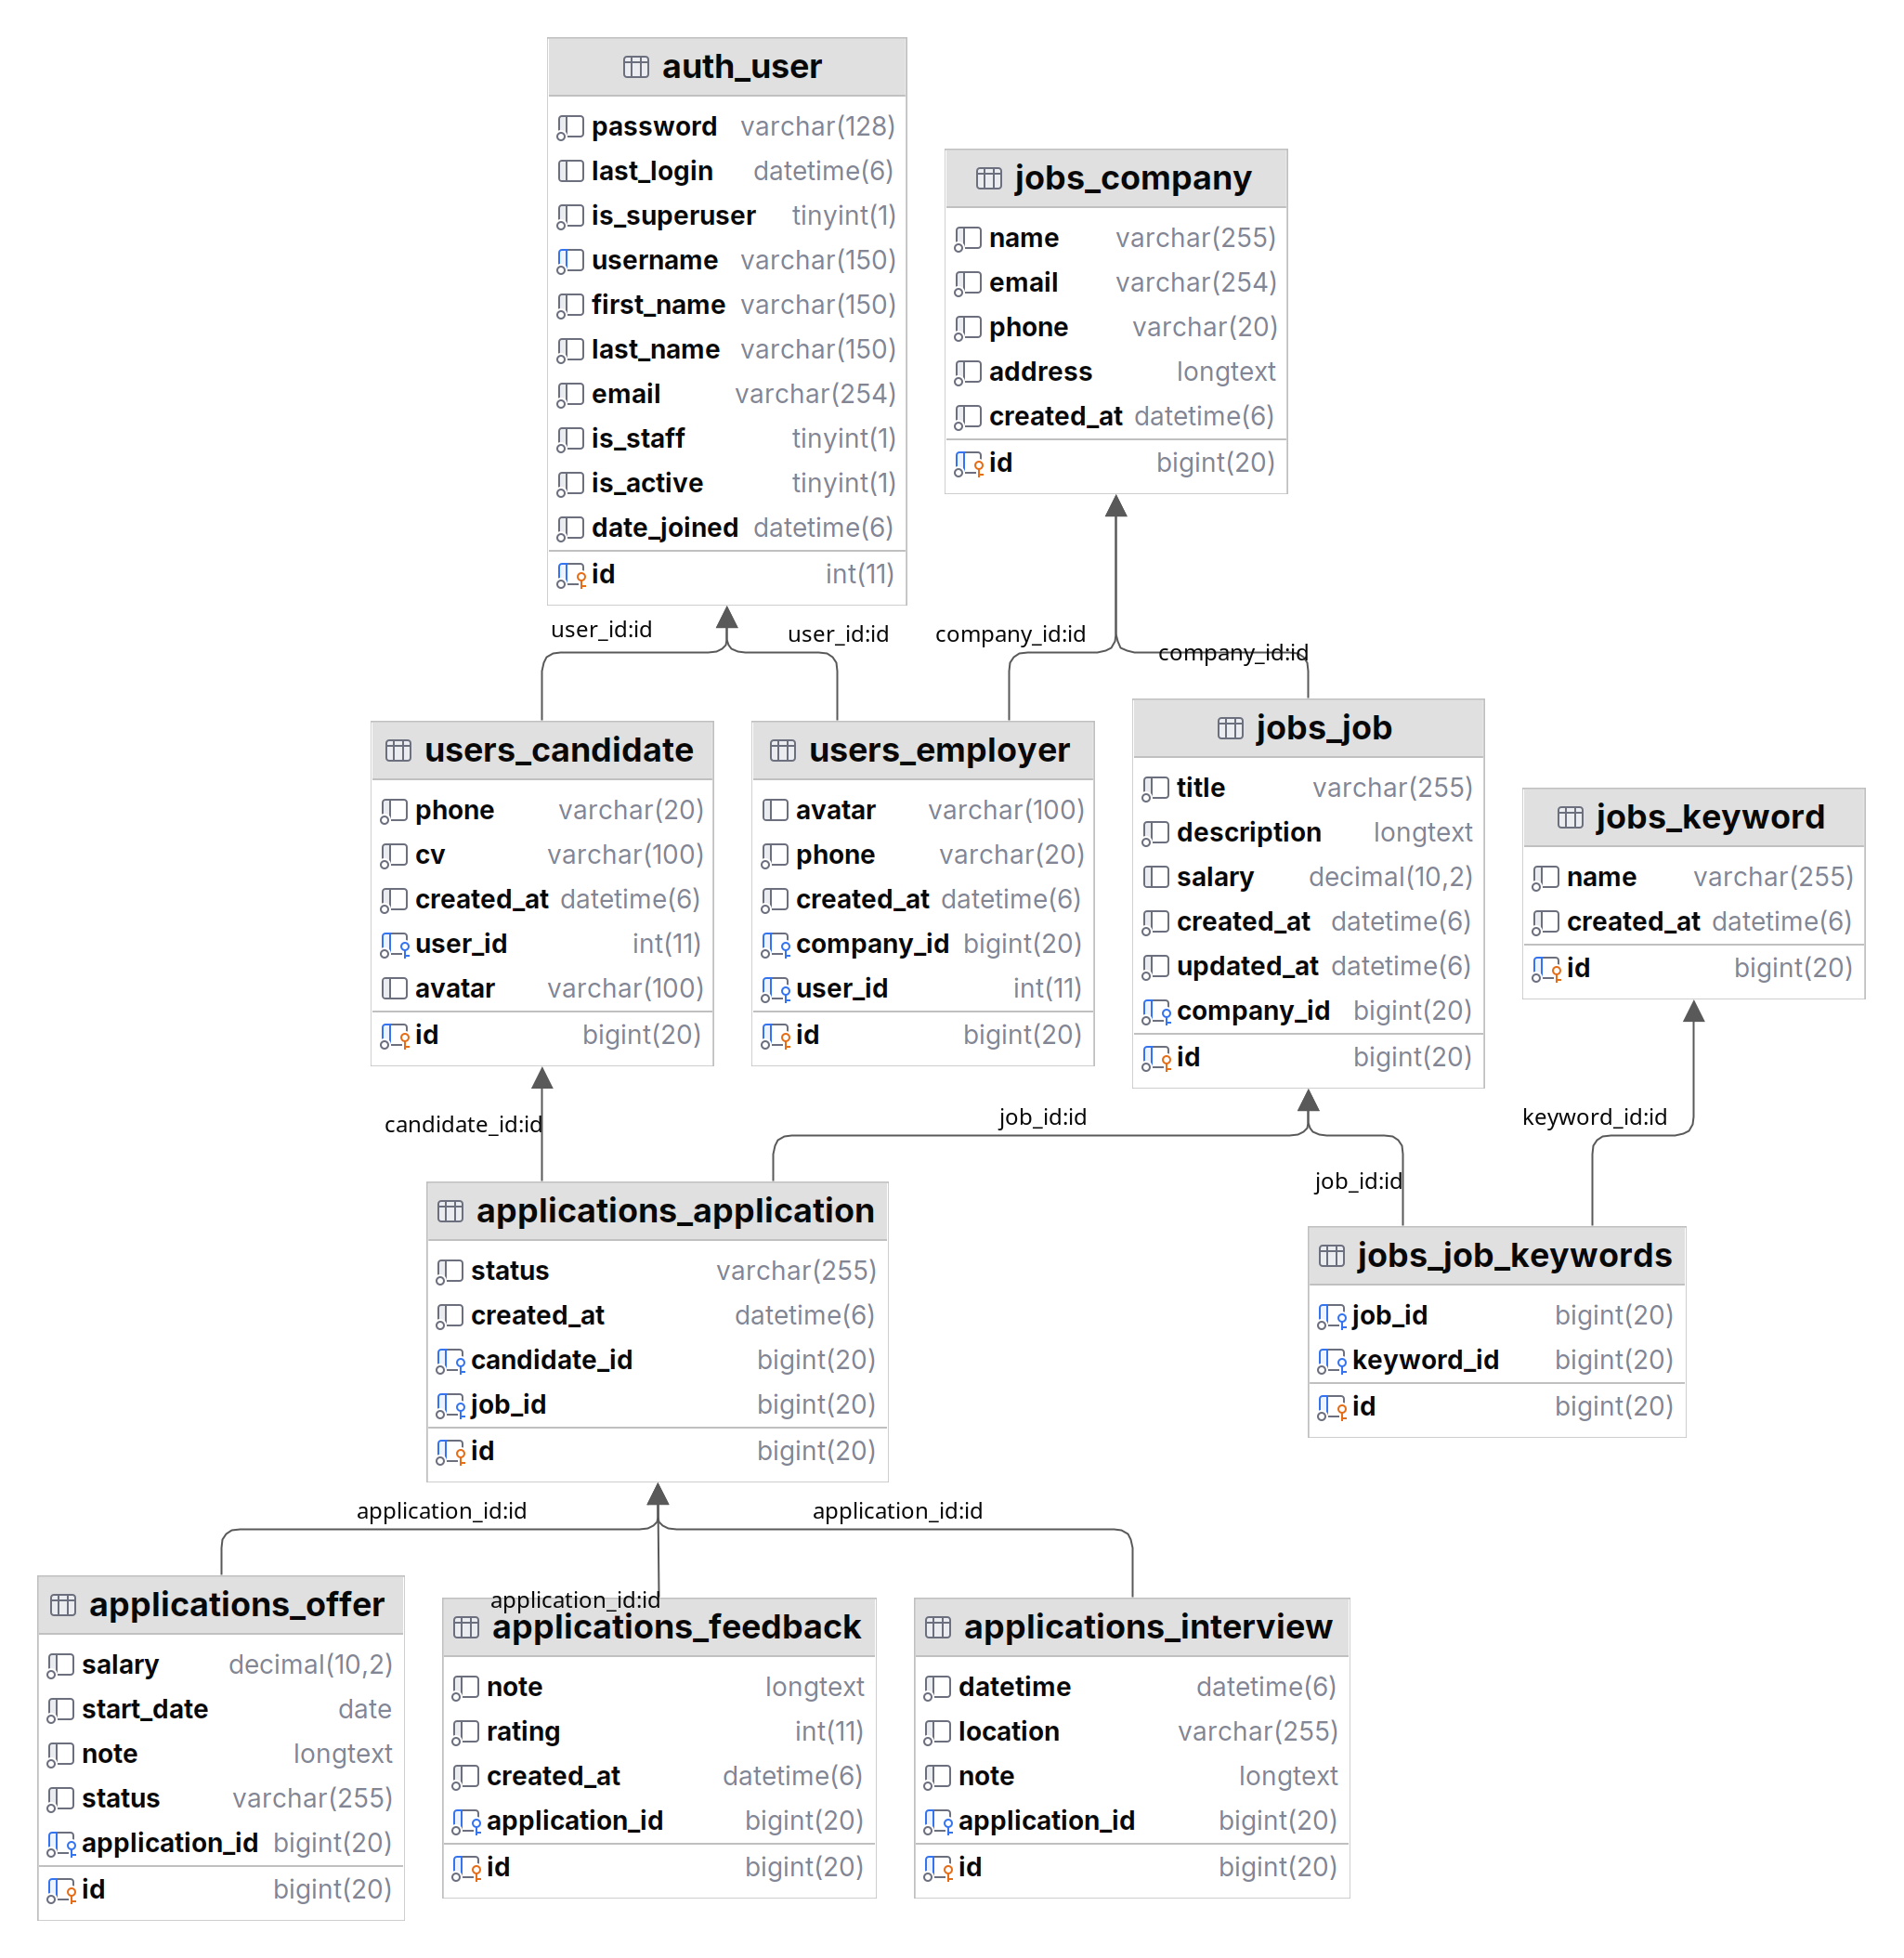 auth_user
password varchar(128)
last_login datetime(6)
is_superuser tinyint(1)
username varchar(150)
first_name varchar(150)
last_name varchar(150)
email varchar(254)
is_staff tinyint(1)
is_active tinyint(1)
date_joined datetime(6)
id int(11)
jobs_company
name varchar(255)
email varchar(254)
phone varchar(20)
address longtext
created_at datetime(6)
id bigint(20)
user_id:id
user_id:id
company_id:id
company_id:id
users_candidate
phone varchar(20)
cv varchar(100)
created_at datetime(6)
user_id int(11)
avatar varchar(100)
id bigint(20)
users_employer
avatar varchar(100)
phone varchar(20)
created_at datetime(6)
company_id bigint(20)
user_id int(11)
id bigint(20)
jobs_job
title varchar(255)
description longtext
salary decimal(10,2)
created_at datetime(6)
updated_at datetime(6)
company_id bigint(20)
id bigint(20)
jobs_keyword
name varchar(255)
created_at datetime(6)
id bigint(20)
candidate_id:id
job_id:id
job_id:id
keyword_id:id
applications_application
status varchar(255)
created_at datetime(6)
candidate_id bigint(20)
job_id bigint(20)
id bigint(20)
jobs_job_keywords
job_id bigint(20)
keyword_id bigint(20)
id bigint(20)
application_id:id
application_id:id
application_id:id
applications_offer
salary decimal(10,2)
start_date date
note longtext
status varchar(255)
application_id bigint(20)
id bigint(20)
applications_feedback
note longtext
rating int(11)
created_at datetime(6)
application_id bigint(20)
id bigint(20)
applications_interview
datetime datetime(6)
location varchar(255)
note longtext
application_id bigint(20)
id bigint(20)